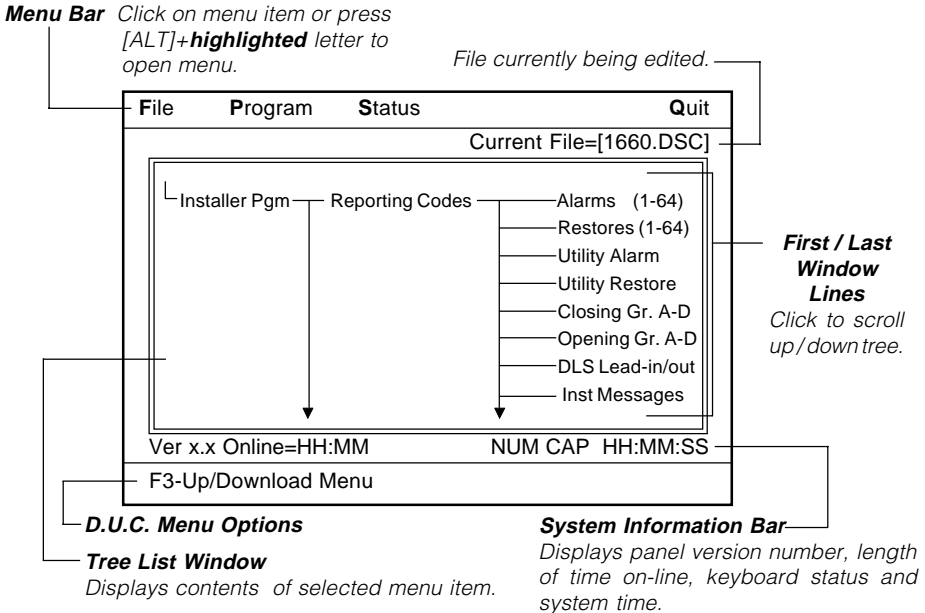 Menu Bar Click on menu item or press
[ALT]+highlighted letter to
open menu.
File currently being edited.
File Program Status Quit
Current File=[1660.DSC]
Installer Pgm Reporting Codes Alarms (1-64)
Restores (1-64)
Utility Alarm
Utility Restore
Closing Gr. A-D
Opening Gr. A-D
DLS Lead-in/out
Inst Messages
First / Last
Window
Lines
Click to scroll
up/down tree.
Ver x.x Online=HH:MM NUM CAP HH:MM:SS
F3-Up/Download Menu
D.U.C. Menu Options
Tree List Window
Displays contents of selected menu item.
System Information Bar
Displays panel version number, length
of time on-line, keyboard status and
system time.